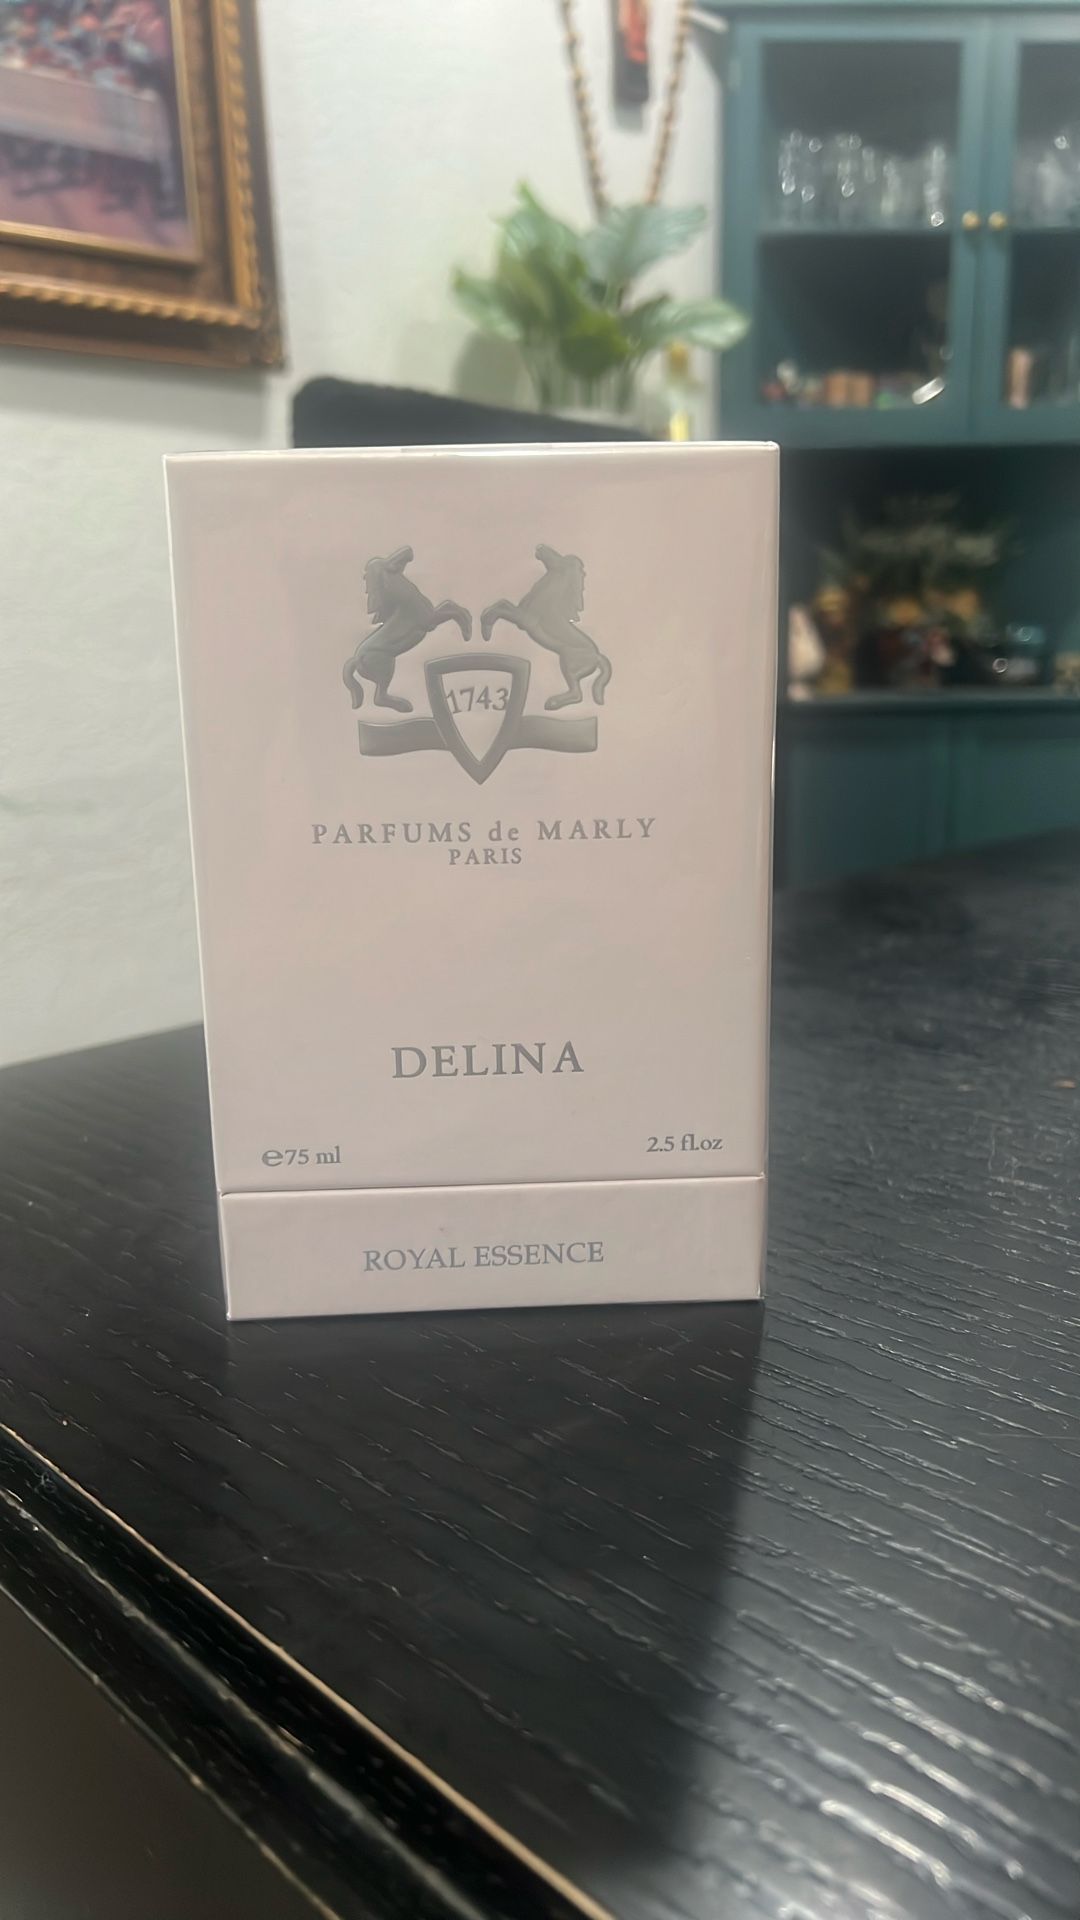 1743
PARFUMS de MARLY
PARIS
DELINA
℮75 ml 2.5 fl.oz
ROYAL ESSENCE